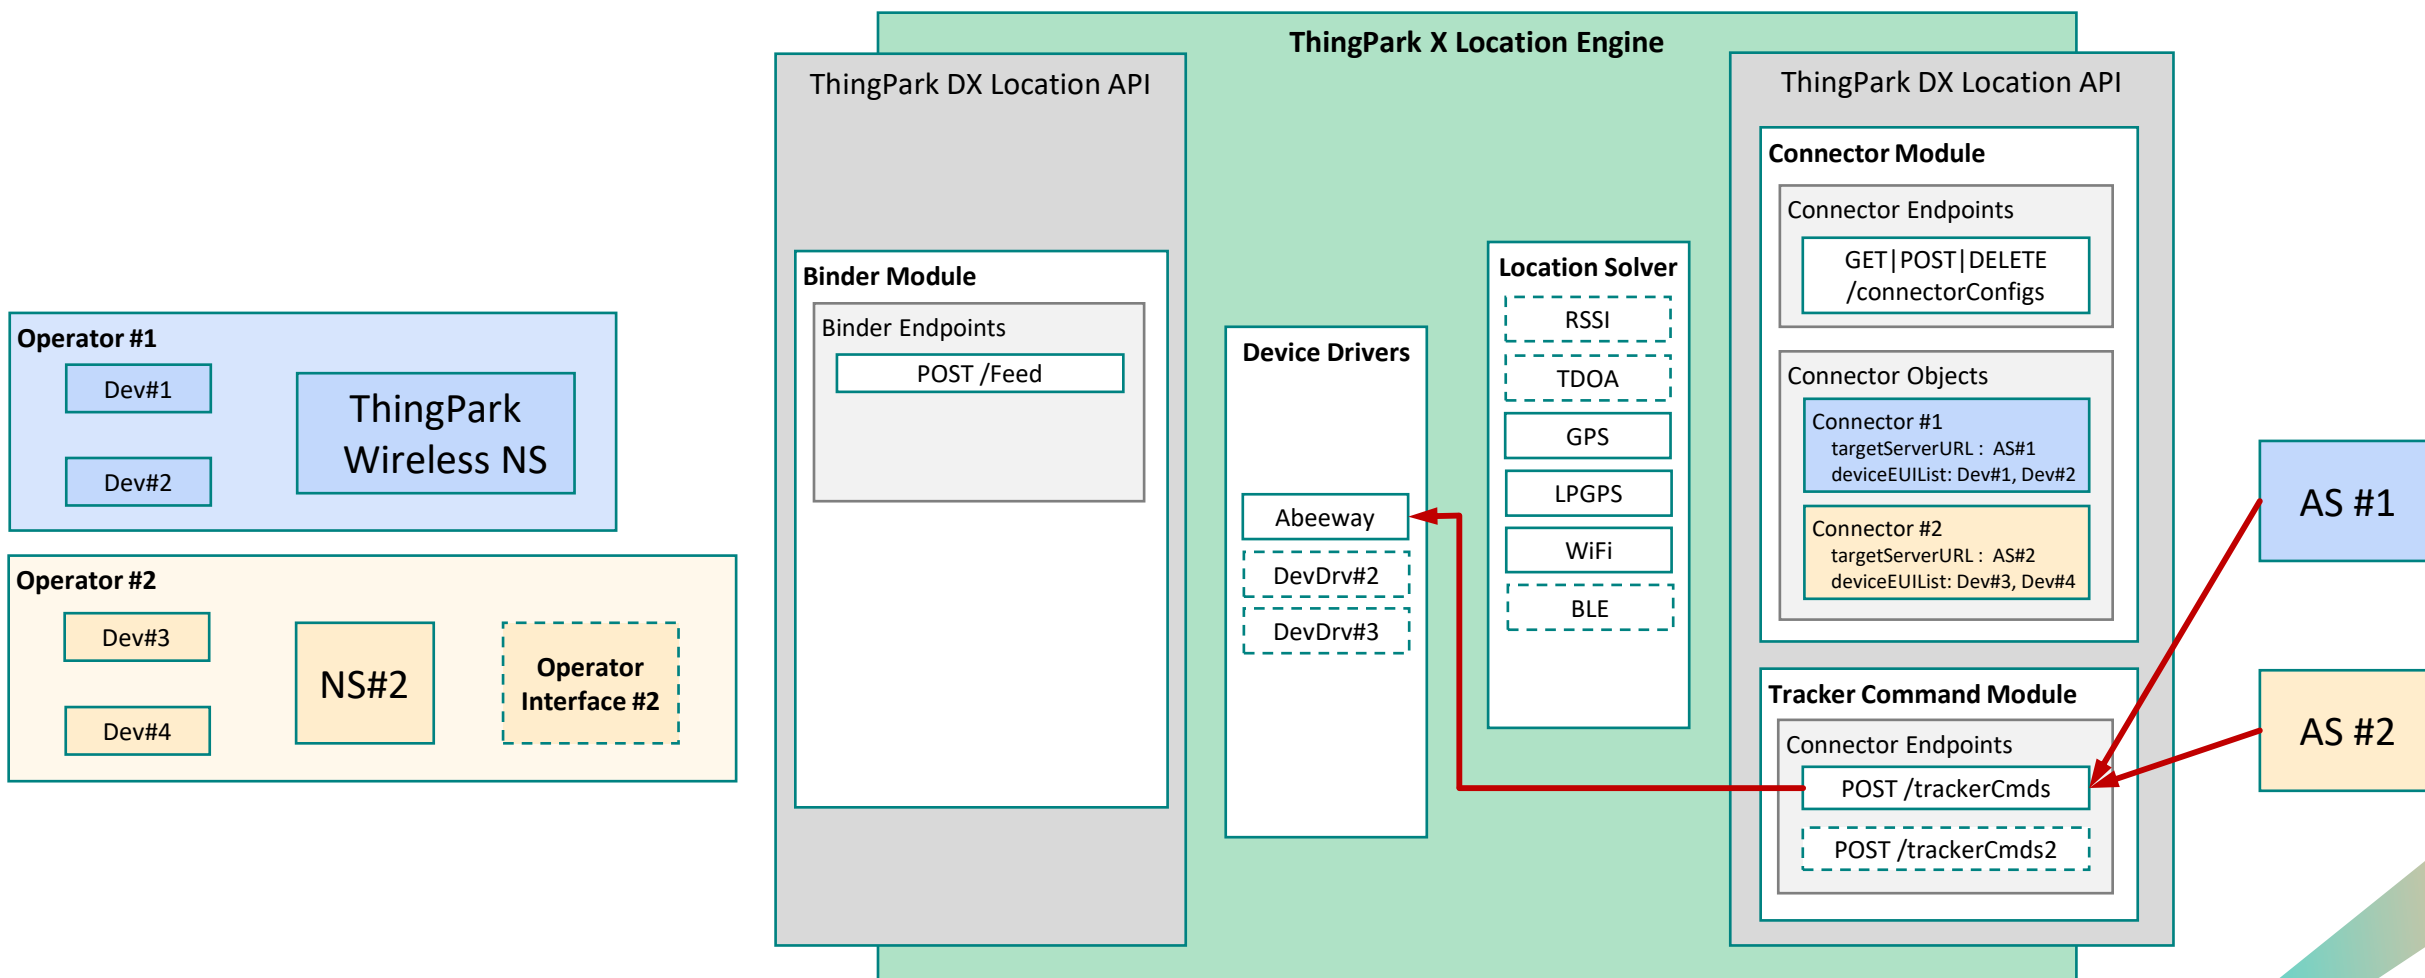 ThingPark X Location Engine
ThingPark DX Location API
Binder Module
Binder Endpoints
POST /Feed
Operator #1
Dev#1
Dev#2
ThingPark
Wireless NS
Operator #2
Dev#3
Dev#4
NS#2
Operator
Interface #2
Device Drivers
Abeeway
DevDrv#2
DevDrv#3
Location Solver
RSSI
TDOA
GPS
LPGPS
WiFi
BLE
ThingPark DX Location API
Connector Module
Connector Endpoints
GET|POST|DELETE
/connectorConfigs
Connector Objects
Connector #1
targetServerURL : AS#1
deviceEUIList: Dev#1, Dev#2
Connector #2
targetServerURL : AS#2
deviceEUIList: Dev#3, Dev#4
Tracker Command Module
Connector Endpoints
POST /trackerCmds
POST /trackerCmds2
AS #1
AS #2